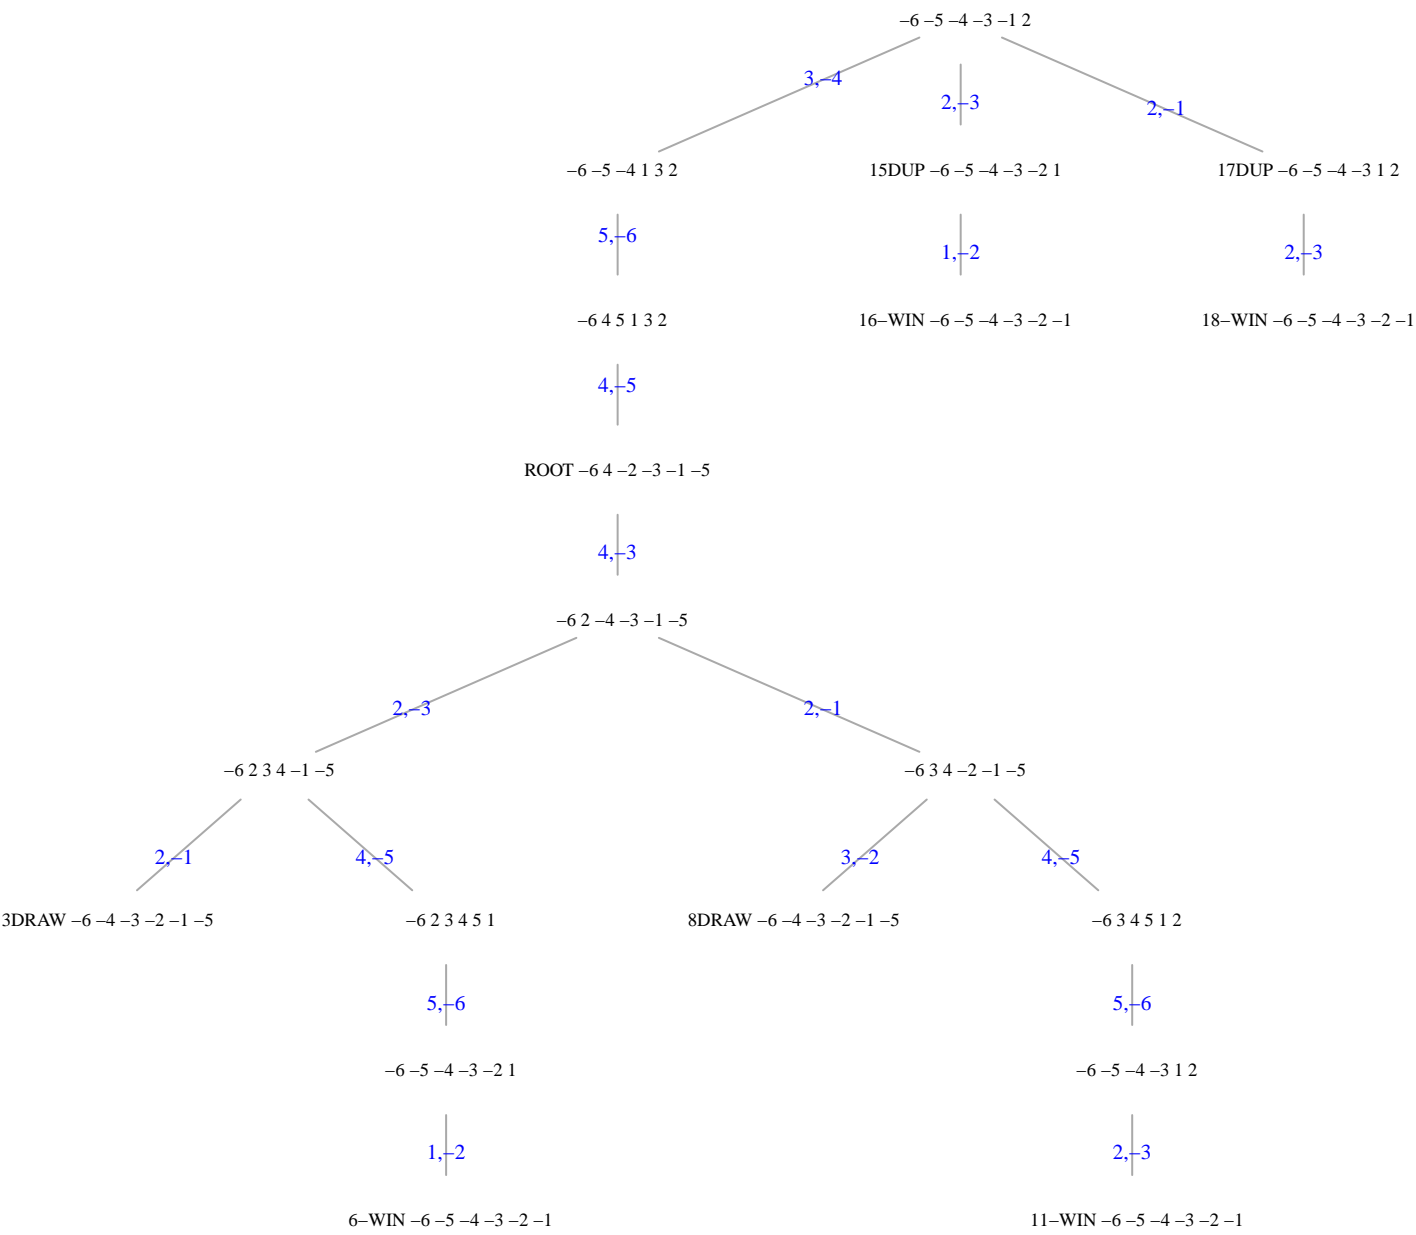 –6 –5 –4 –3 –1 2
3,–4
2,–3
2,–1
–6 –5 –4 1 3 2
15DUP –6 –5 –4 –3 –2 1
17DUP –6 –5 –4 –3 1 2
5,–6
1,–2
2,–3
–6 4 5 1 3 2
16–WIN –6 –5 –4 –3 –2 –1
18–WIN –6 –5 –4 –3 –2 –1
4,–5
ROOT –6 4 –2 –3 –1 –5
4,–3
–6 2 –4 –3 –1 –5
2,–3
2,–1
–6 2 3 4 –1 –5
–6 3 4 –2 –1 –5
2,–1
4,–5
3,–2
4,–5
3DRAW –6 –4 –3 –2 –1 –5
–6 2 3 4 5 1
8DRAW –6 –4 –3 –2 –1 –5
–6 3 4 5 1 2
5,–6
5,–6
–6 –5 –4 –3 –2 1
–6 –5 –4 –3 1 2
1,–2
2,–3
6–WIN –6 –5 –4 –3 –2 –1
11–WIN –6 –5 –4 –3 –2 –1